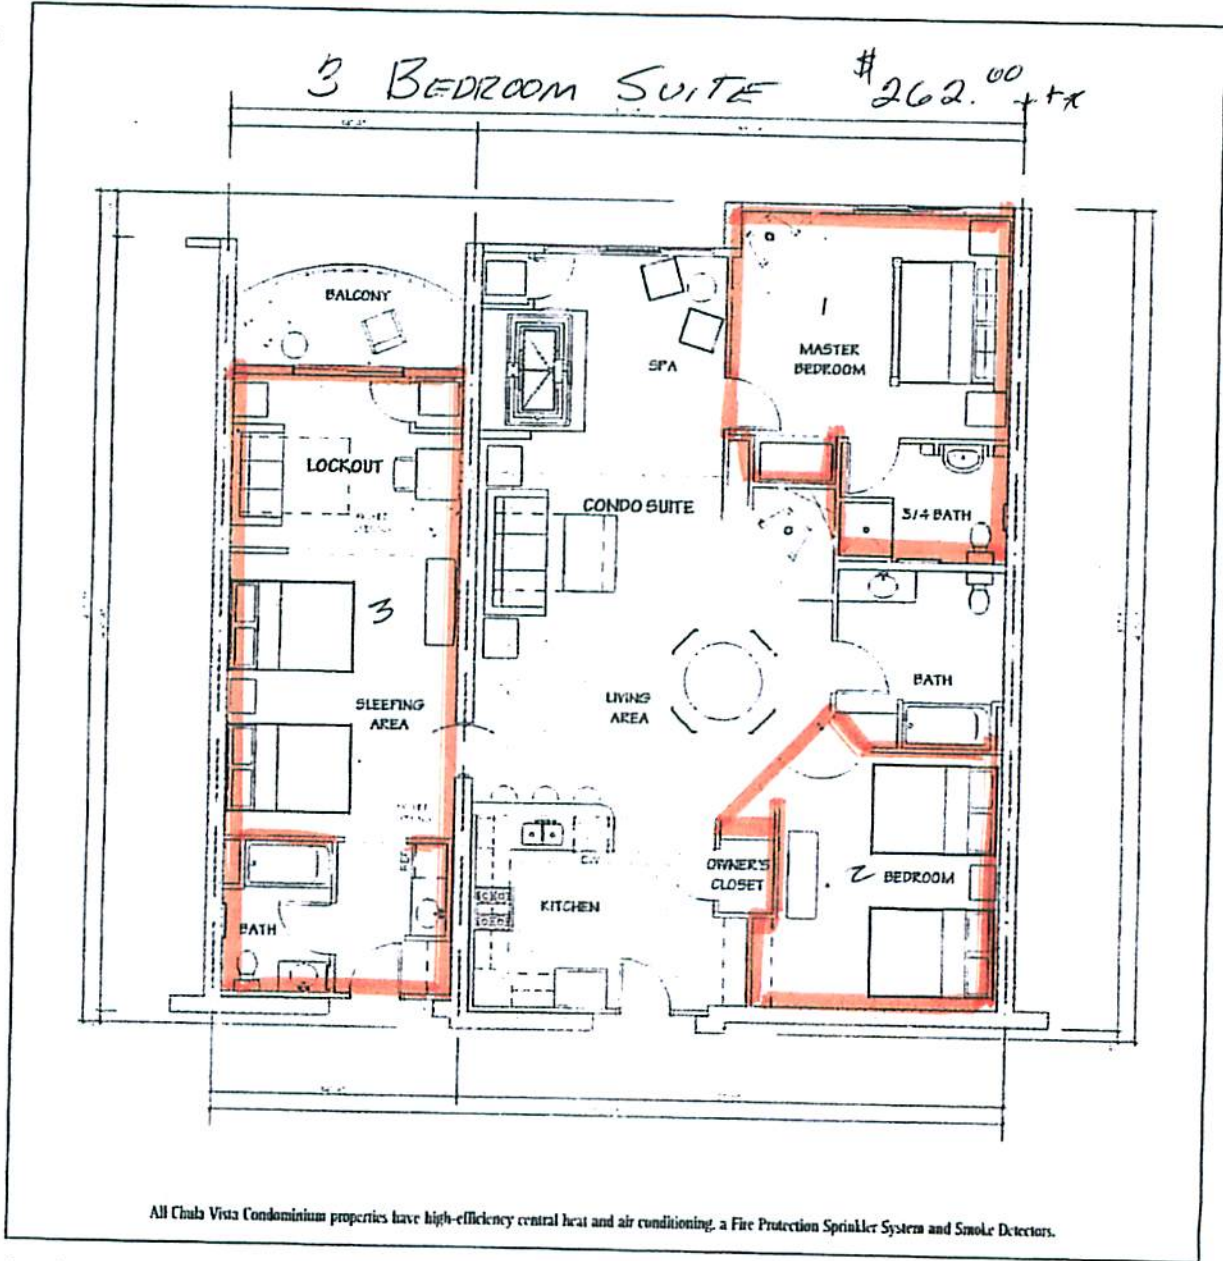 3 BEDROOM SUITE $262.00 + tx
BALCONY
SPA
1
MASTER
BEDROOM
LOCKOUT
CONDO SUITE
3/4 BATH
3
SLEEPING
AREA
LIVING
AREA
BATH
OWNER'S
CLOSET
2 BEDROOM
KITCHEN
BATH
All Chula Vista Condominium properties have high-efficiency central heat and air conditioning, a Fire Protection Sprinkler System and Smoke Detectors.